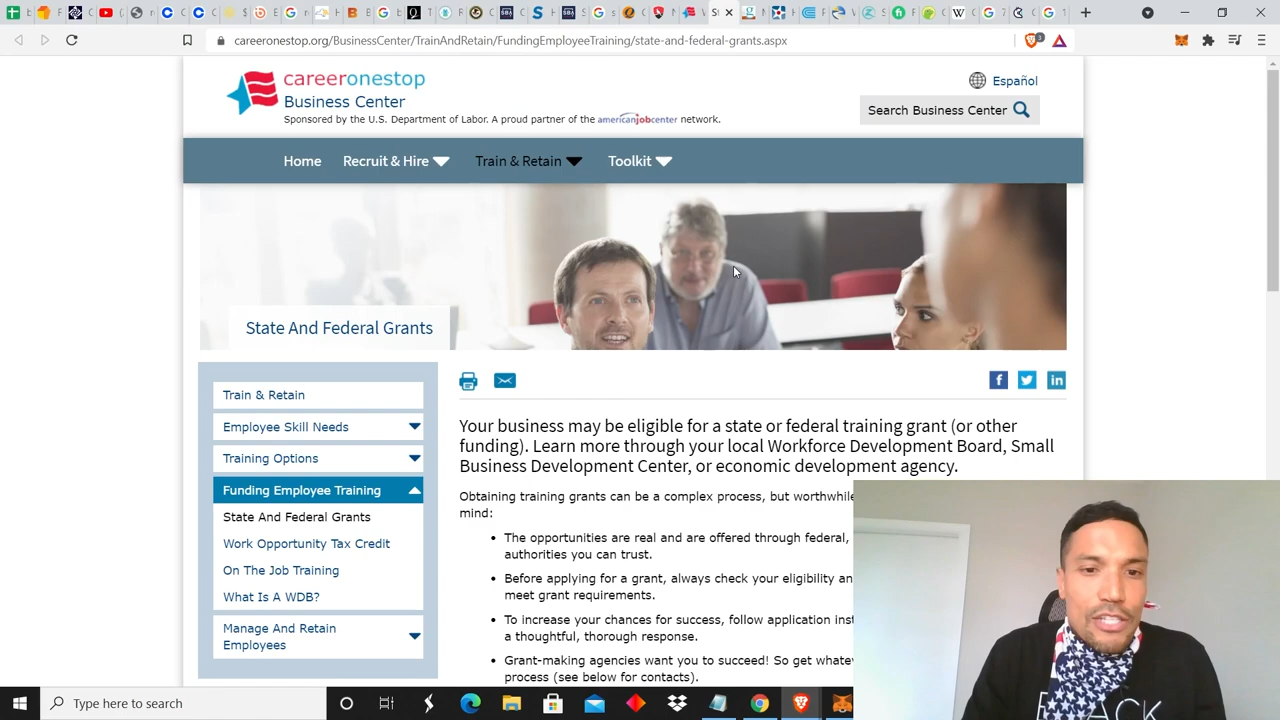 careeronestop.org/BusinessCenter/TrainAndRetain/FundingEmployeeTraining/state-and-federal-grants.aspx
careeronestop
Business Center
Sponsored by the U.S. Department of Labor. A proud partner of the americanjobcenter network.
Español
Search Business Center
Home Recruit & Hire Train & Retain Toolkit
State And Federal Grants
Train & Retain
Employee Skill Needs
Training Options
Funding Employee Training
State And Federal Grants
Work Opportunity Tax Credit
On The Job Training
What Is A WDB?
Manage And Retain
Employees
Your business may be eligible for a state or federal training grant (or other
funding). Learn more through your local Workforce Development Board, Small
Business Development Center, or economic development agency.
Obtaining training grants can be a complex process, but worthwhile
mind:
• The opportunities are real and are offered through federal,
authorities you can trust.
• Before applying for a grant, always check your eligibility
meet grant requirements.
• To increase your chances for success, follow application
a thoughtful, thorough response.
• Grant-making agencies want you to succeed! So get
process (see below for contacts).
Type here to search